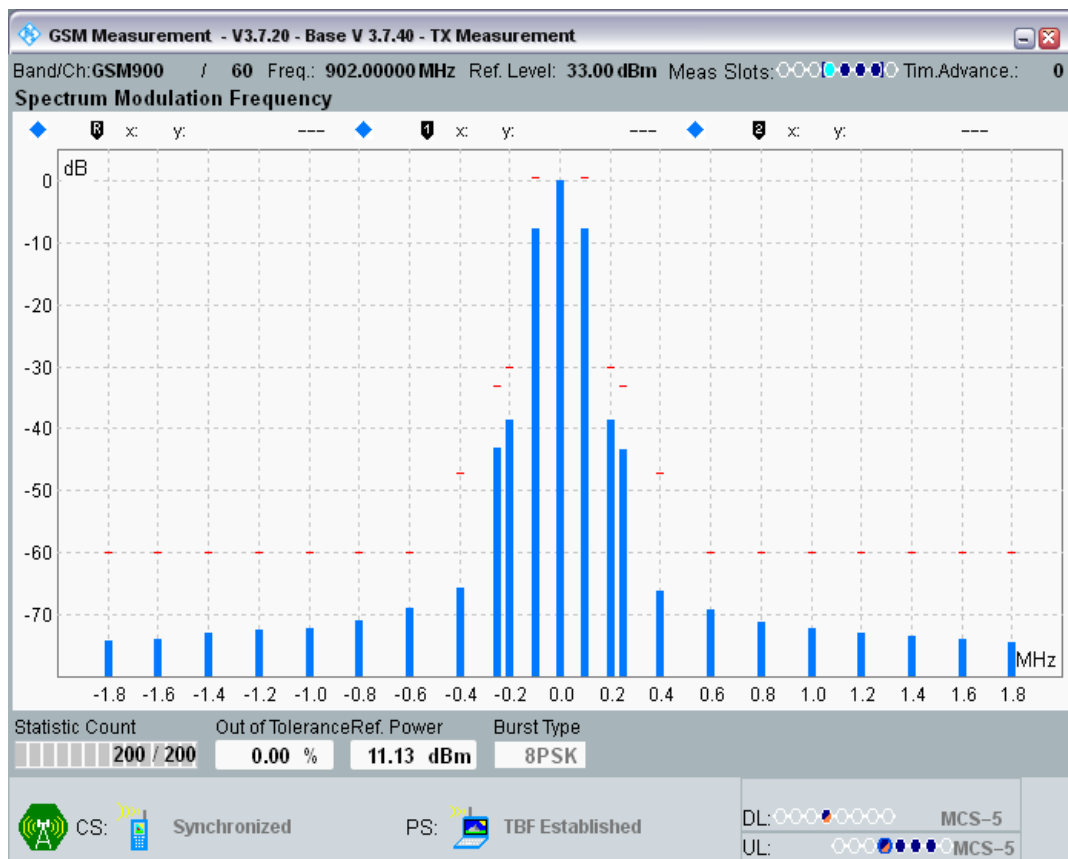 GSM Measurement - V3.7.20 - Base V 3.7.40 - TX Measurement
Band/Ch:GSM900 / 60 Freq.: 902.00000 MHz Ref. Level: 33.00 dBm Meas Slots: Tim.Advance.: 0
Spectrum Modulation Frequency
R x: y: --- 1 x: y: --- 2 x: y: ---
dB
0
-10
-20
-30
-40
-50
-60
-70
MHz
-1.8 -1.6 -1.4 -1.2 -1.0 -0.8 -0.6 -0.4 -0.2 0.0 0.2 0.4 0.6 0.8 1.0 1.2 1.4 1.6 1.8
Statistic Count Out of Tolerance Ref. Power Burst Type
200 / 200 0.00 % 11.13 dBm 8PSK
CS: Synchronized PS: TBF Established
DL: MCS-5
UL: MCS-5